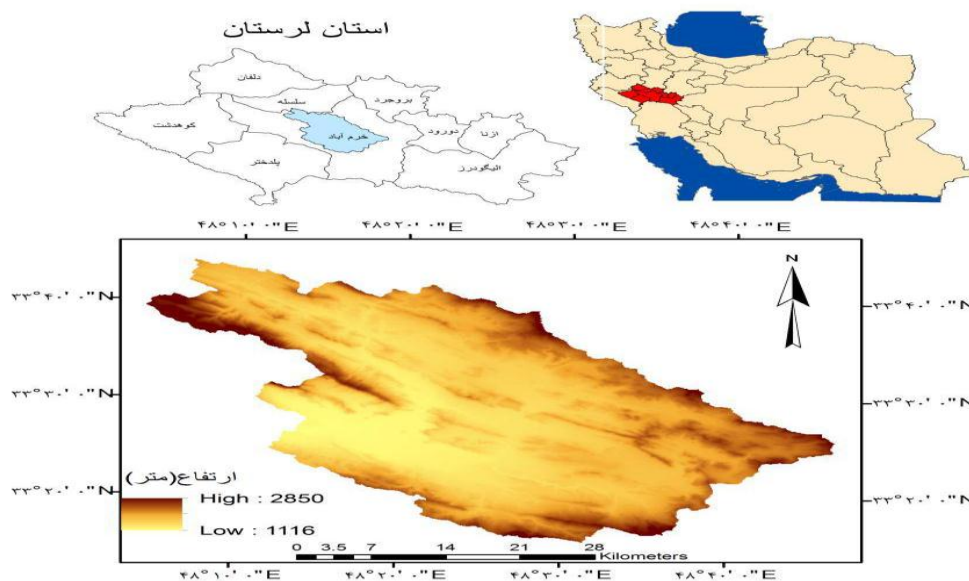 استان لرستان
دلفان
سلسله
بروجرد
کوهدشت
خرم آباد
دورود
ازنا
پلدختر
الیگودرز
۴۸°۱۰'۰"E
۴۸°۲۰'۰"E
۴۸°۳۰'۰"E
۴۸°۴۰'۰"E
N
۳۳°۴۰'۰"N
۳۳°۴۰'۰"N
۳۳°۳۰'۰"N
۳۳°۳۰'۰"N
۳۳°۲۰'۰"N
۳۳°۲۰'۰"N
ارتفاع(متر)
High : 2850
Low : 1116
0 3.5 7 14 21 28
Kilometers
۴۸°۱۰'۰"E
۴۸°۲۰'۰"E
۴۸°۳۰'۰"E
۴۸°۴۰'۰"E